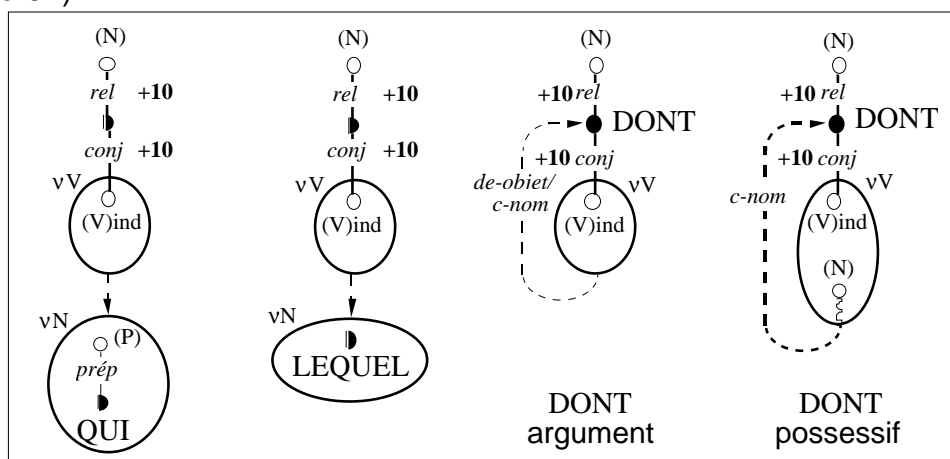 (N)
rel +10
conj +10
νV
(V)ind
νN
(P)
prép
QUI
(N)
rel +10
conj +10
νV
(V)ind
νN
LEQUEL
(N)
+10 rel
DONT
+10 conj
de-obiet/
c-nom
νV
(V)ind
DONT
argument
(N)
+10 rel
DONT
+10 conj
c-nom
νV
(V)ind
(N)
DONT
possessif